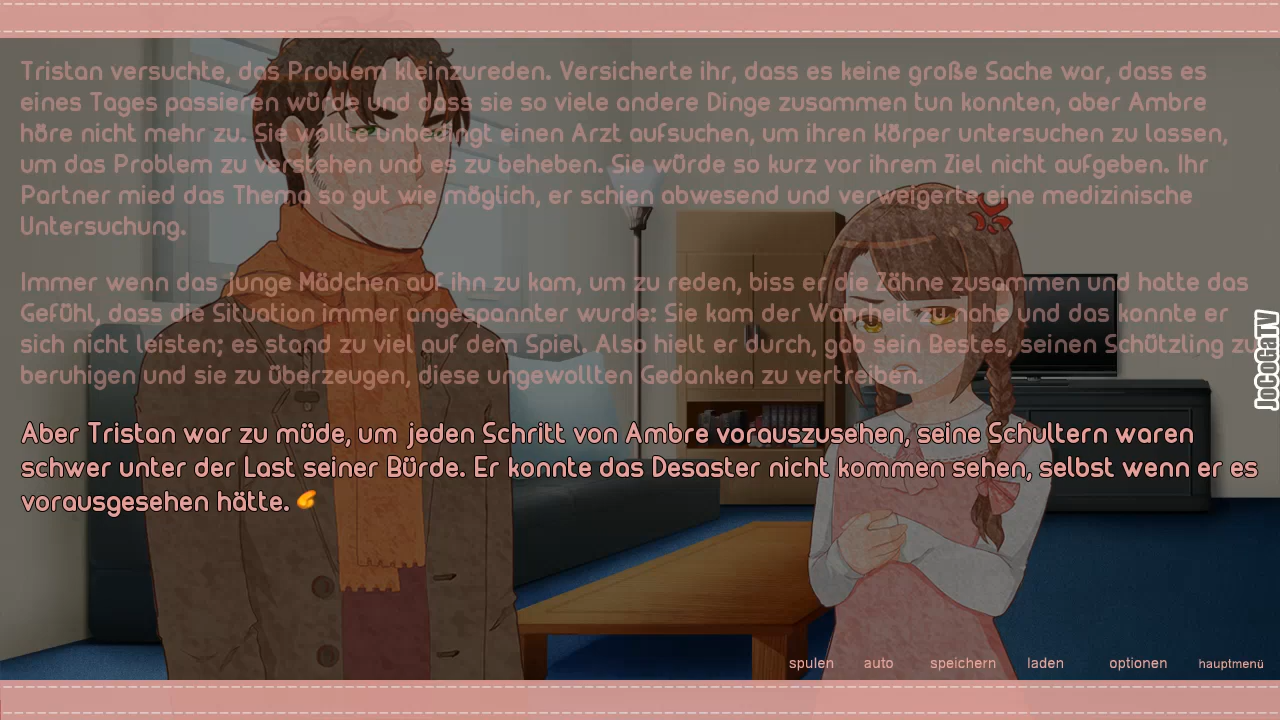 Tristan versuchte, das Problem kleinzureden. Versicherte ihr, dass es keine große Sache war, dass es
eines Tages passieren würde und dass sie so viele andere Dinge zusammen tun konnten, aber Ambre
höre nicht mehr zu. Sie wollte unbedingt einen Arzt aufsuchen, um ihren Körper untersuchen zu lassen,
um das Problem zu verstehen und es zu beheben. Sie würde so kurz vor ihrem Ziel nicht aufgeben. Ihr
Partner mied das Thema so gut wie möglich, er schien abwesend und verweigerte eine medizinische
Untersuchung.
Immer wenn das junge Mädchen auf ihn zu kam, um zu reden, biss er die Zähne zusammen und hatte das
Gefühl, dass die Situation immer angespannter wurde: Sie kam der Wahrheit zu nahe und das konnte er
sich nicht leisten; es stand zu viel auf dem Spiel. Also hielt er durch, gab sein Bestes, seinen Schützling zu
beruhigen und sie zu überzeugen, diese ungewollten Gedanken zu vertreiben.
Aber Tristan war zu müde, um jeden Schritt von Ambre vorauszusehen, seine Schultern waren
schwer unter der Last seiner Bürde. Er konnte das Desaster nicht kommen sehen, selbst wenn er es
vorausgesehen hätte.
JoCoGaTV
spulen auto speichern laden optionen hauptmenü